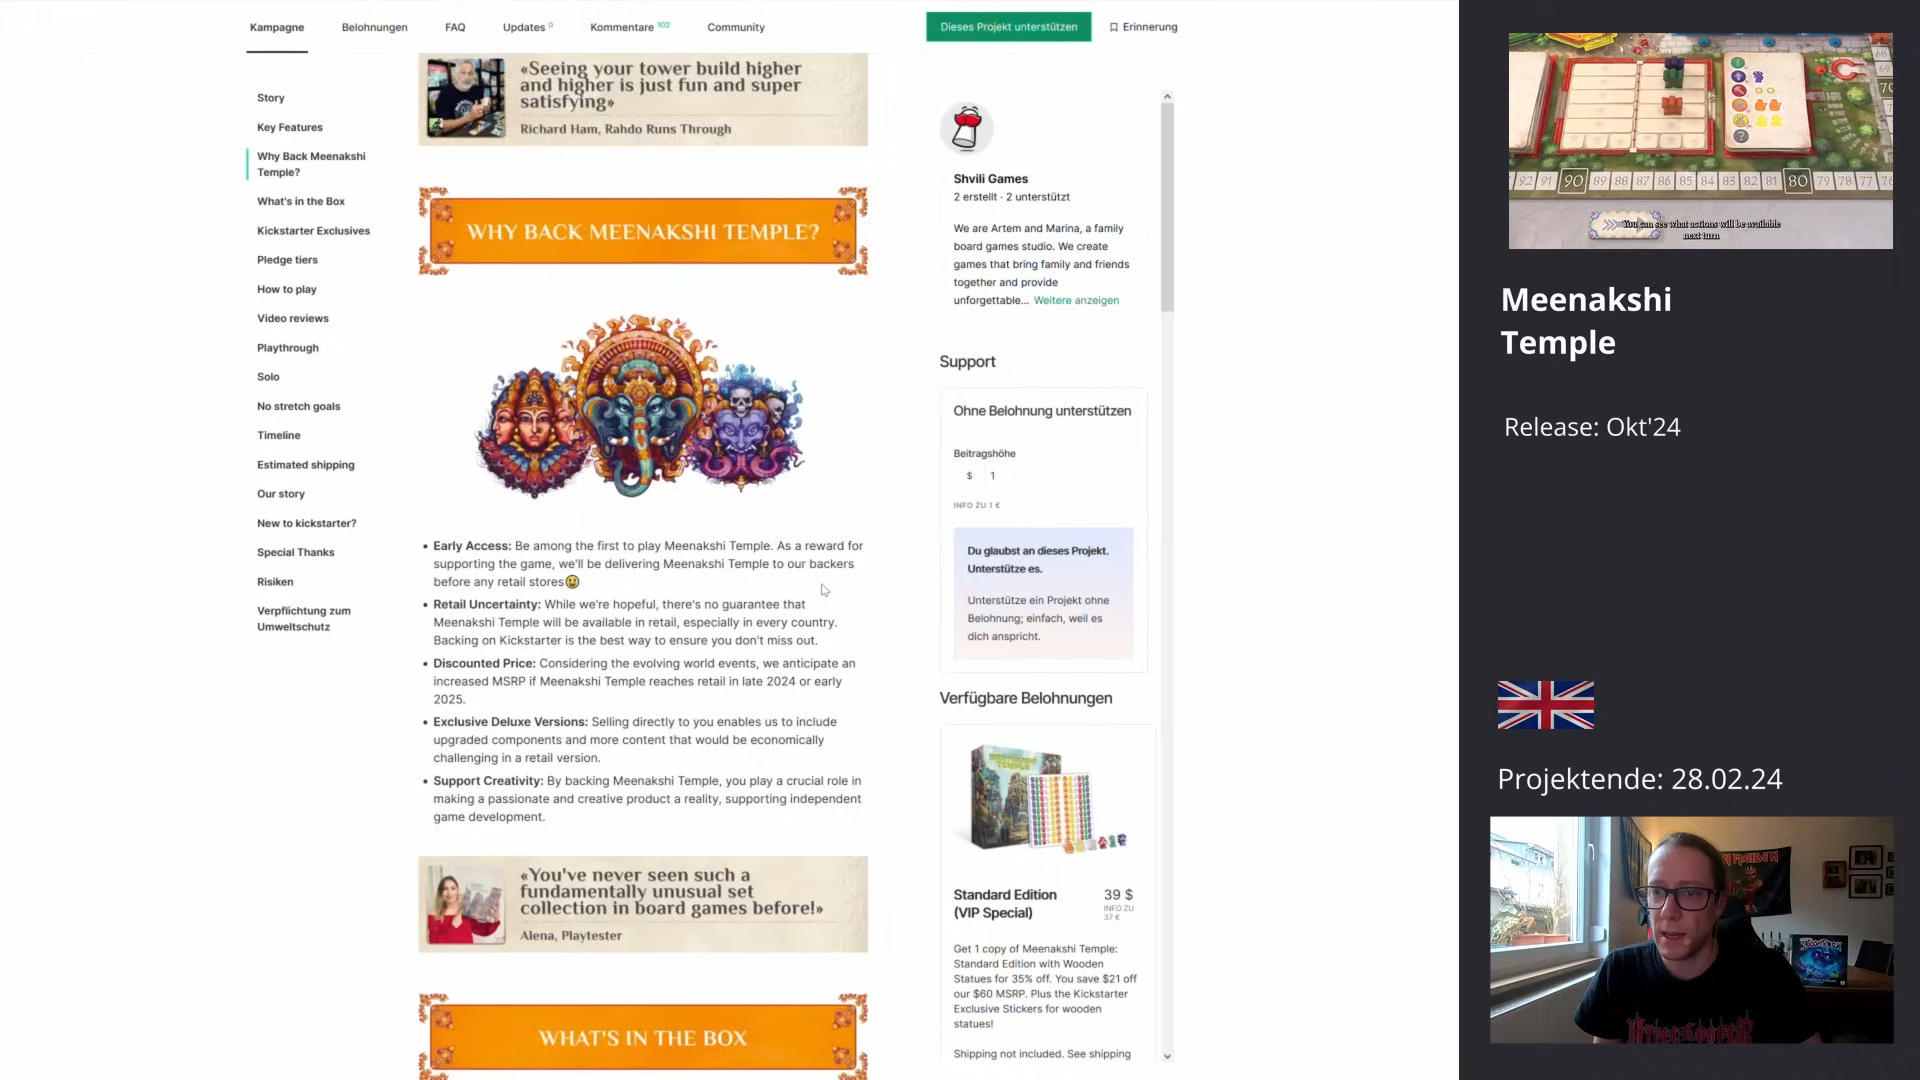 Kampagne
Belohnungen
FAQ
Updates 0
Kommentare 102
Community
Dieses Projekt unterstützen
Erinnerung
Story
Key Features
Why Back Meenakshi
Temple?
What's in the Box
Kickstarter Exclusives
Pledge tiers
How to play
Video reviews
Playthrough
Solo
No stretch goals
Timeline
Estimated shipping
Our story
New to kickstarter?
Special Thanks
Risiken
Verpflichtung zum
Umweltschutz
«Seeing your tower build higher
and higher is just fun and super
satisfying»
Richard Ham, Rahdo Runs Through
WHY BACK MEENAKSHI TEMPLE?
• Early Access: Be among the first to play Meenakshi Temple. As a reward for
supporting the game, we'll be delivering Meenakshi Temple to our backers
before any retail stores
• Retail Uncertainty: While we're hopeful, there's no guarantee that
Meenakshi Temple will be available in retail, especially in every country.
Backing on Kickstarter is the best way to ensure you don't miss out.
• Discounted Price: Considering the evolving world events, we anticipate an
increased MSRP if Meenakshi Temple reaches retail in late 2024 or early
2025.
• Exclusive Deluxe Versions: Selling directly to you enables us to include
upgraded components and more content that would be economically
challenging in a retail version.
• Support Creativity: By backing Meenakshi Temple, you play a crucial role in
making a passionate and creative product a reality, supporting independent
game development.
«You've never seen such a
fundamentally unusual set
collection in board games before!»
Alena, Playtester
WHAT'S IN THE BOX
Shvili Games
2 erstellt · 2 unterstützt
We are Artem and Marina, a family
board games studio. We create
games that bring family and friends
together and provide
unforgettable... Weitere anzeigen
Support
Ohne Belohnung unterstützen
Beitragshöhe
$ 1
INFO ZU 1 €
Du glaubst an dieses Projekt.
Unterstütze es.
Unterstütze ein Projekt ohne
Belohnung; einfach, weil es
dich anspricht.
Verfügbare Belohnungen
MEENAKSHI
TEMPLE
Standard Edition
(VIP Special)
39 $
INFO ZU
37 €
Get 1 copy of Meenakshi Temple:
Standard Edition with Wooden
Statues for 35% off. You save $21 off
our $60 MSRP. Plus the Kickstarter
Exclusive Stickers for wooden
statues!
Shipping not included. See shipping
92 91 90 89 88 87 86 85 84 83 82 81 80 79 78 77
You can see what actions will be available
next turn
Meenakshi
Temple
Release: Okt'24
Projektende: 28.02.24